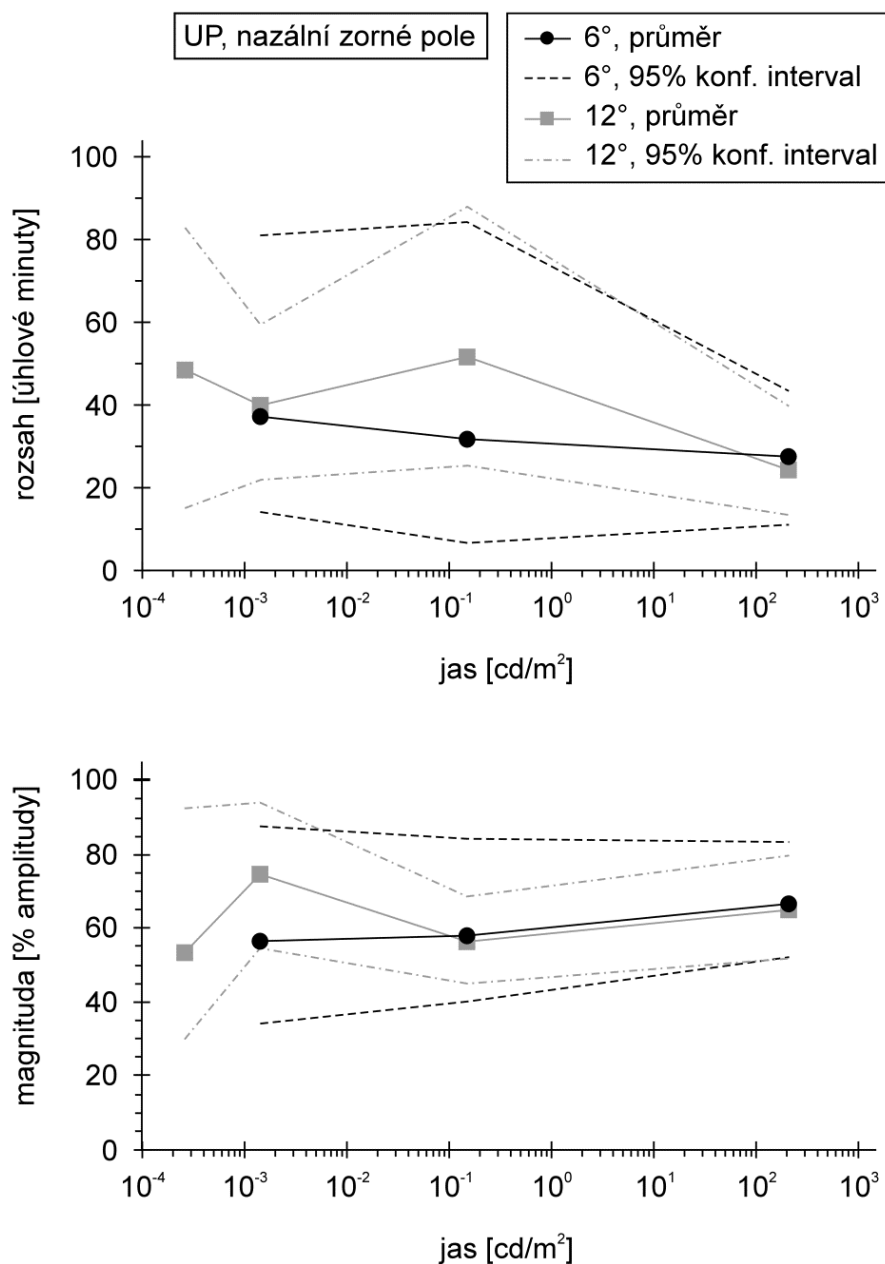 UP, nazální zorné pole
6°, průměr
6°, 95% konf. interval
12°, průměr
12°, 95% konf. interval
rozsah [úhlové minuty]
100
80
60
40
20
0
10⁻⁴ 10⁻³ 10⁻² 10⁻¹ 10⁰ 10¹ 10² 10³
jas [cd/m²]
magnituda [% amplitudy]
100
80
60
40
20
0
10⁻⁴ 10⁻³ 10⁻² 10⁻¹ 10⁰ 10¹ 10² 10³
jas [cd/m²]